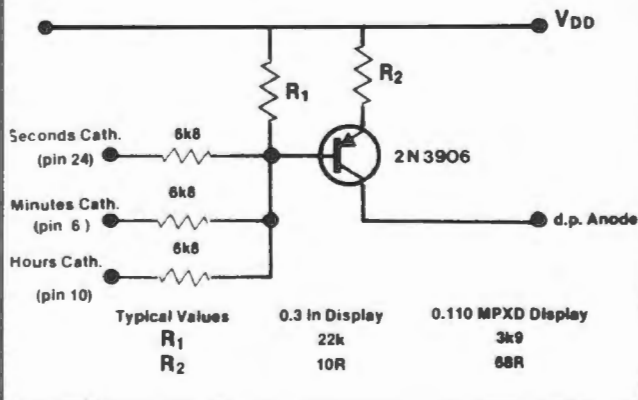 VDD
R1
R2
Seconds Cath.
(pin 24)
6k8
2N3906
Minutes Cath.
(pin 6)
6k8
d.p. Anode
Hours Cath.
(pin 10)
6k8
Typical Values 0.3 In Display 0.110 MPXD Display
R1 22k 3k9
R2 10R 68R